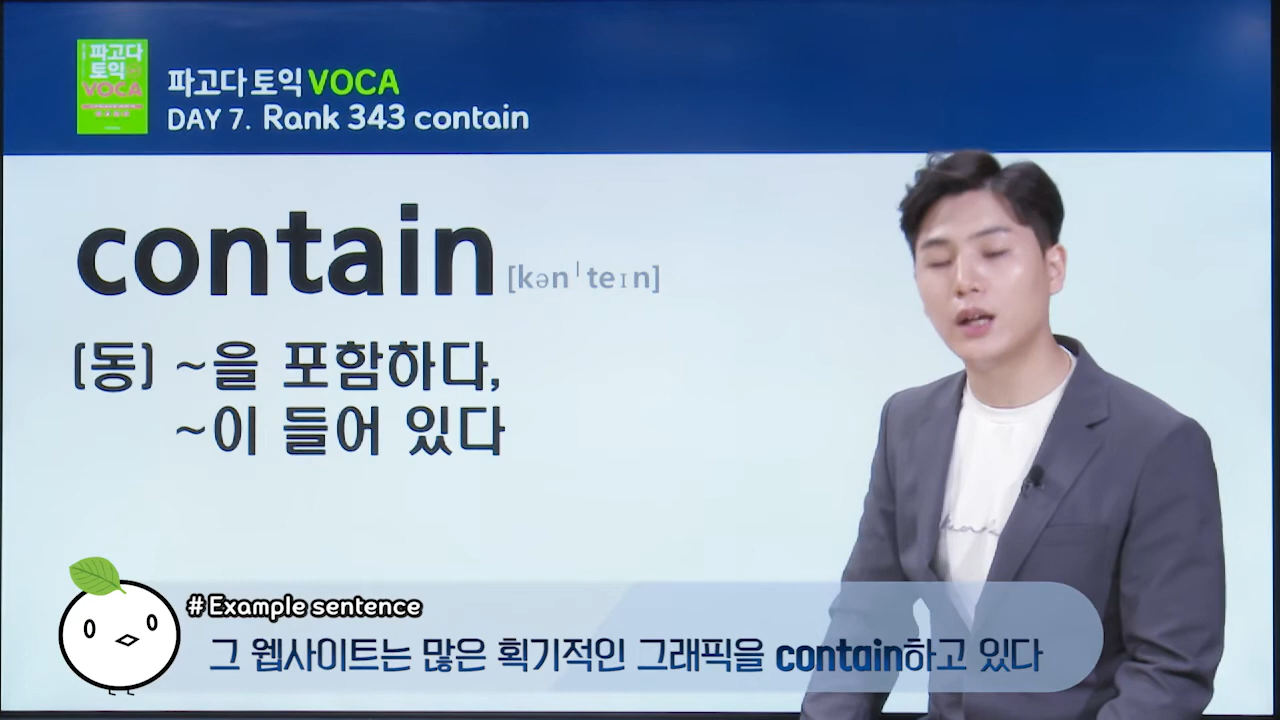 파고다
토익
VOCA
파고다 토익 VOCA
DAY 7. Rank 343 contain
contain [kənˈteɪn]
[동] ~을 포함하다,
~이 들어 있다
# Example sentence
그 웹사이트는 많은 획기적인 그래픽을 contain하고 있다